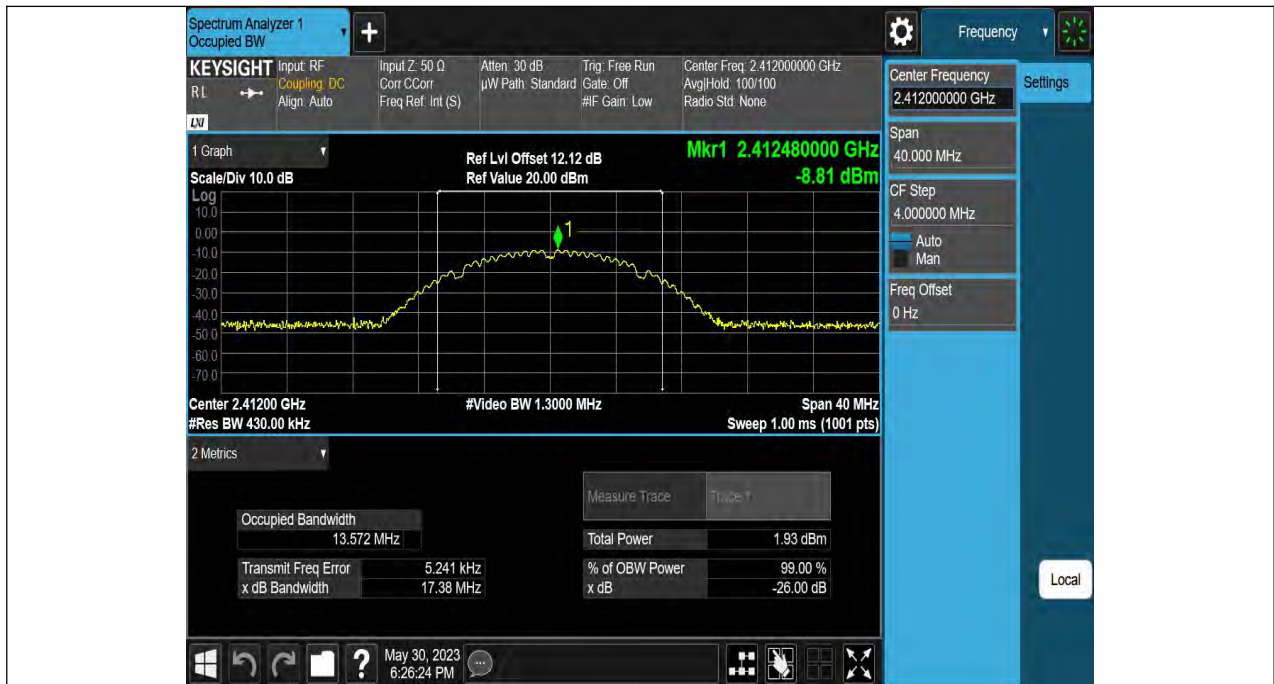 Spectrum Analyzer 1
Occupied BW
+
Frequency
KEYSIGHT
RL
LXI
Input: RF
Coupling: DC
Align: Auto
Input Z: 50 Ω
Corr CCorr
Freq Ref: Int (S)
Atten: 30 dB
µW Path: Standard
Trig: Free Run
Gate: Off
#IF Gain: Low
Center Freq: 2.412000000 GHz
Avg|Hold: 100/100
Radio Std: None
Center Frequency
2.412000000 GHz
Settings
Span
40.000 MHz
CF Step
4.000000 MHz
Auto
Man
Freq Offset
0 Hz
Local
1 Graph
Scale/Div 10.0 dB
Ref Lvl Offset 12.12 dB
Ref Value 20.00 dBm
Mkr1 2.412480000 GHz
-8.81 dBm
Log
10.0
0.00
-10.0
-20.0
-30.0
-40.0
-50.0
-60.0
-70.0
1
Center 2.41200 GHz
#Res BW 430.00 kHz
#Video BW 1.3000 MHz
Span 40 MHz
Sweep 1.00 ms (1001 pts)
2 Metrics
Measure Trace
Trace 1
Occupied Bandwidth
13.572 MHz
Total Power 1.93 dBm
Transmit Freq Error 5.241 kHz
% of OBW Power 99.00 %
x dB Bandwidth 17.38 MHz
x dB -26.00 dB
?
May 30, 2023
6:26:24 PM